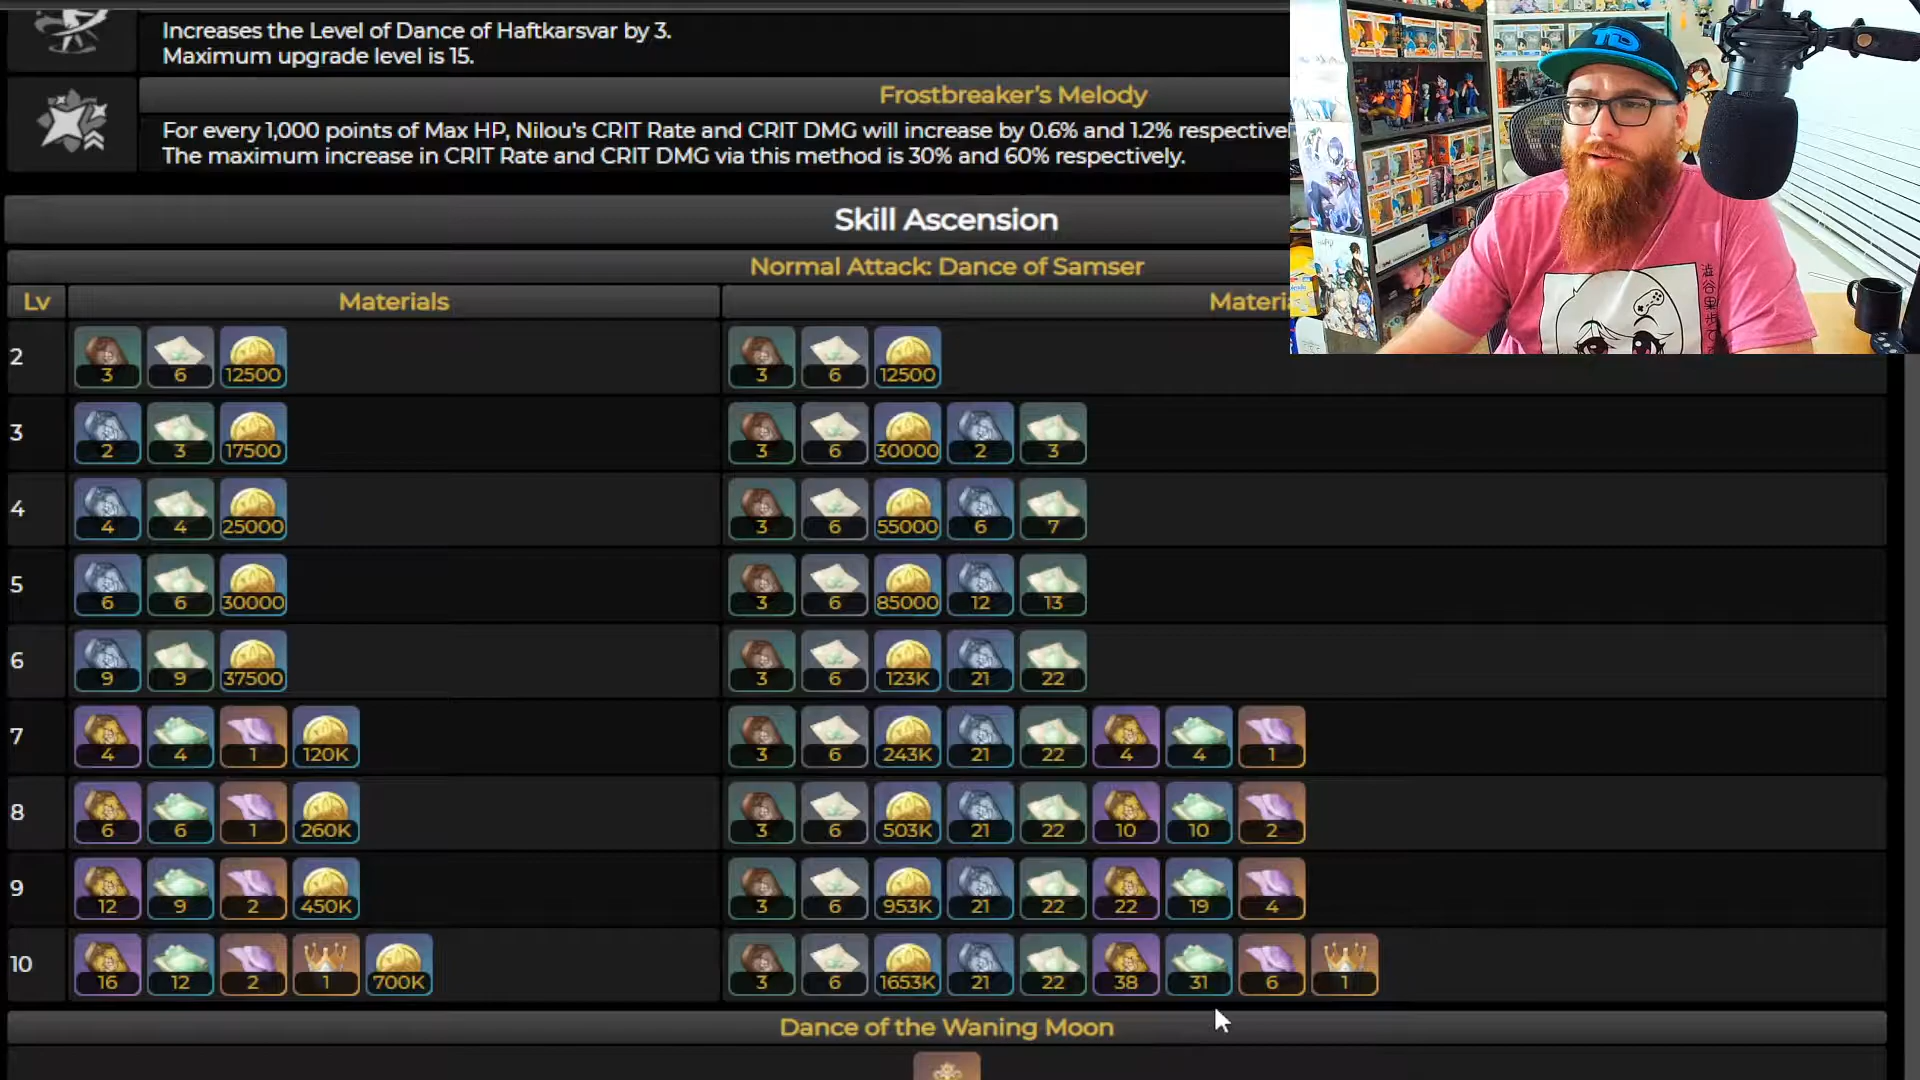 Increases the Level of Dance of Haftkarsvar by 3.
Maximum upgrade level is 15.
Frostbreaker's Melody
For every 1,000 points of Max HP, Nilou's CRIT Rate and CRIT DMG will increase by 0.6% and 1.2%
The maximum increase in CRIT Rate and CRIT DMG via this method is 30% and 60% respectively.
Skill Ascension
Normal Attack: Dance of Samser
Lv Materials
2 3 6 12500 3 6 12500
3 2 3 17500 3 6 30000 2 3
4 4 4 25000 3 6 55000 6 7
5 6 6 30000 3 6 85000 12 13
6 9 9 37500 3 6 123K 21 22
7 4 4 1 120K 3 6 243K 21 22 4 4 1
8 6 6 1 260K 3 6 503K 21 22 10 10 2
9 12 9 2 450K 3 6 953K 21 22 22 19 4
10 16 12 2 1 700K 3 6 1653K 21 22 38 31 6 1
Dance of the Waning Moon